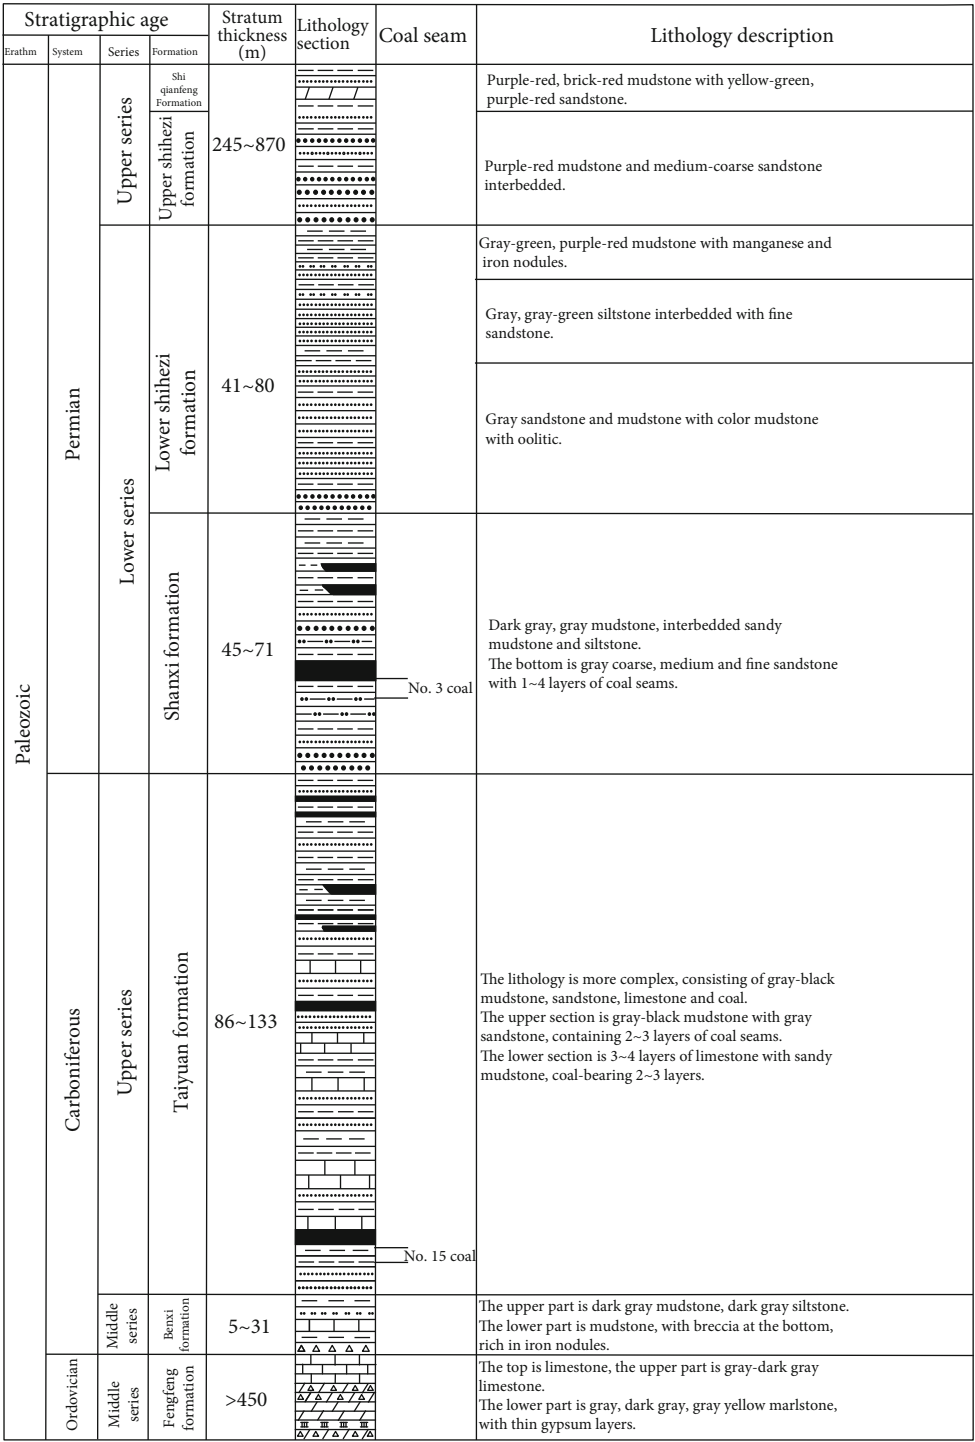 Stratigraphic age
Erathm
System
Series
Formation
Stratum
thickness
(m)
Lithology
section
Coal seam
Lithology description
Paleozoic
Permian
Upper series
Shi
qianfeng
Formation
Purple-red, brick-red mudstone with yellow-green,
purple-red sandstone.
Upper shihezi
formation
245~870
Purple-red mudstone and medium-coarse sandstone
interbedded.
Lower series
Lower shihezi
formation
41~80
Gray-green, purple-red mudstone with manganese and
iron nodules.
Gray, gray-green siltstone interbedded with fine
sandstone.
Gray sandstone and mudstone with color mudstone
with oolitic.
Shanxi formation
45~71
No. 3 coal
Dark gray, gray mudstone, interbedded sandy
mudstone and siltstone.
The bottom is gray coarse, medium and fine sandstone
with 1~4 layers of coal seams.
Carboniferous
Upper series
Taiyuan formation
86~133
No. 15 coal
The lithology is more complex, consisting of gray-black
mudstone, sandstone, limestone and coal.
The upper section is gray-black mudstone with gray
sandstone, containing 2~3 layers of coal seams.
The lower section is 3~4 layers of limestone with sandy
mudstone, coal-bearing 2~3 layers.
Middle
series
Benxi
formation
5~31
The upper part is dark gray mudstone, dark gray siltstone.
The lower part is mudstone, with breccia at the bottom,
rich in iron nodules.
Ordovician
Middle
series
Fengfeng
formation
>450
The top is limestone, the upper part is gray-dark gray
limestone.
The lower part is gray, dark gray, gray yellow marlstone,
with thin gypsum layers.